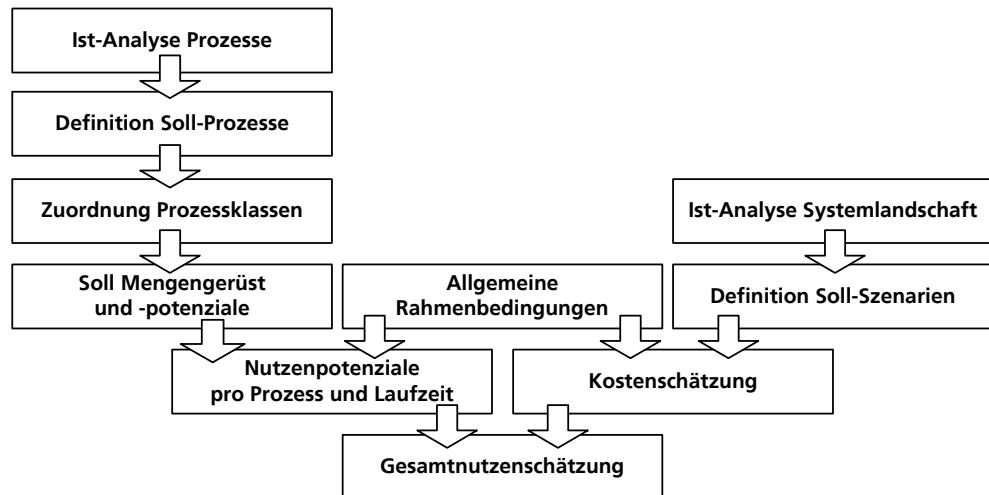 Ist-Analyse Prozesse
Definition Soll-Prozesse
Zuordnung Prozessklassen
Ist-Analyse Systemlandschaft
Soll Mengengerüst
und -potenziale
Allgemeine
Rahmenbedingungen
Definition Soll-Szenarien
Nutzenpotenziale
pro Prozess und Laufzeit
Kostenschätzung
Gesamtnutzenschätzung